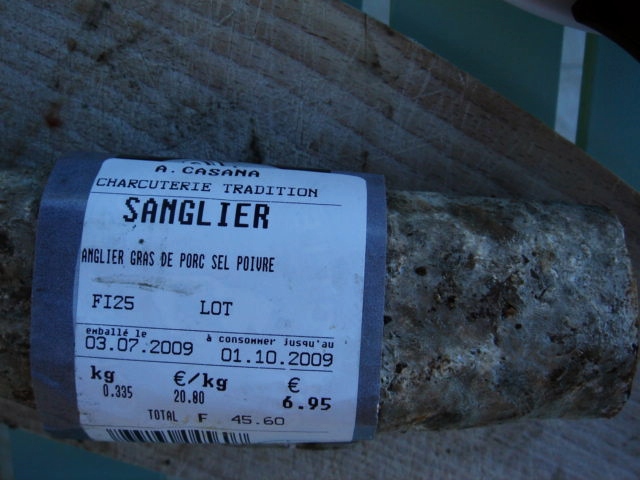 A.CASANA
CHARCUTERIE TRADITION
SANGLIER
ANGLIER GRAS DE PORC SEL POIVRE
FI25 LOT
emballé le à consommer jusqu'au
03.07.2009 01.10.2009
kg €/kg €
0.335 20.80 6.95
TOTAL F 45.60